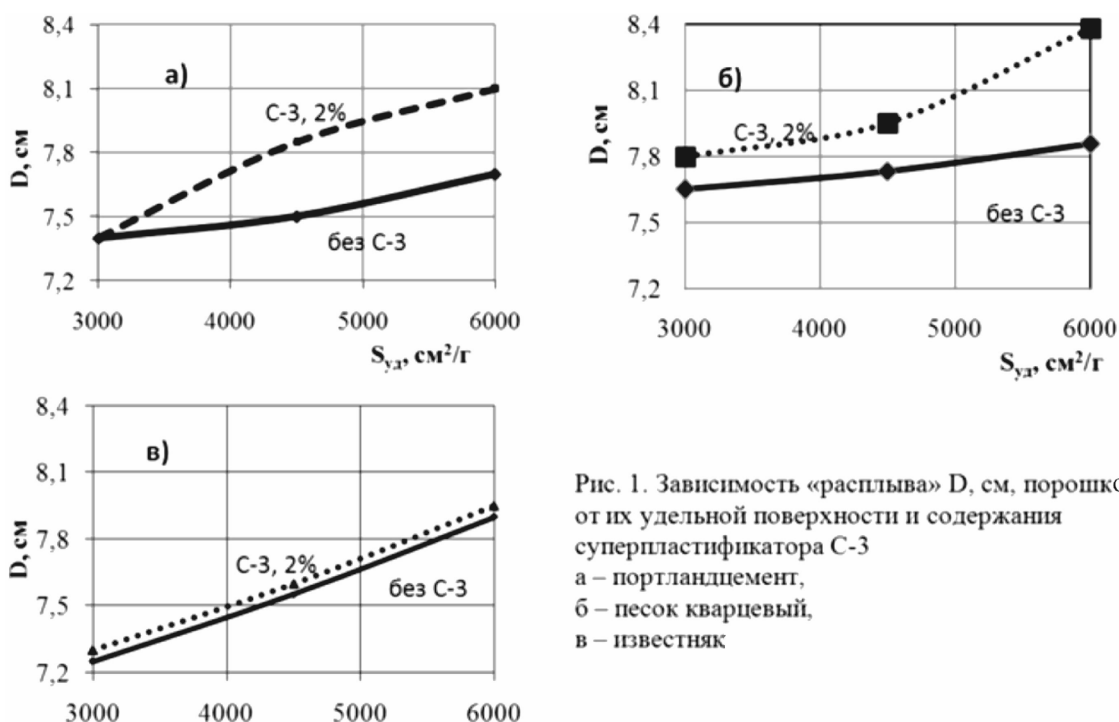 8,4
8,1
7,8
7,5
7,2
D, см
а)
С-3, 2%
без С-3
3000 4000 5000 6000
Sуд, см²/г
8,4
8,1
7,8
7,5
7,2
D, см
б)
С-3, 2%
без С-3
3000 4000 5000 6000
Sуд, см²/г
8,4
8,1
7,8
7,5
7,2
D, см
в)
С-3, 2%
без С-3
3000 4000 5000 6000
Рис. 1. Зависимость «расплыва» D, см, порошко
от их удельной поверхности и содержания
суперпластификатора С-3
а – портландцемент,
б – песок кварцевый,
в – известняк